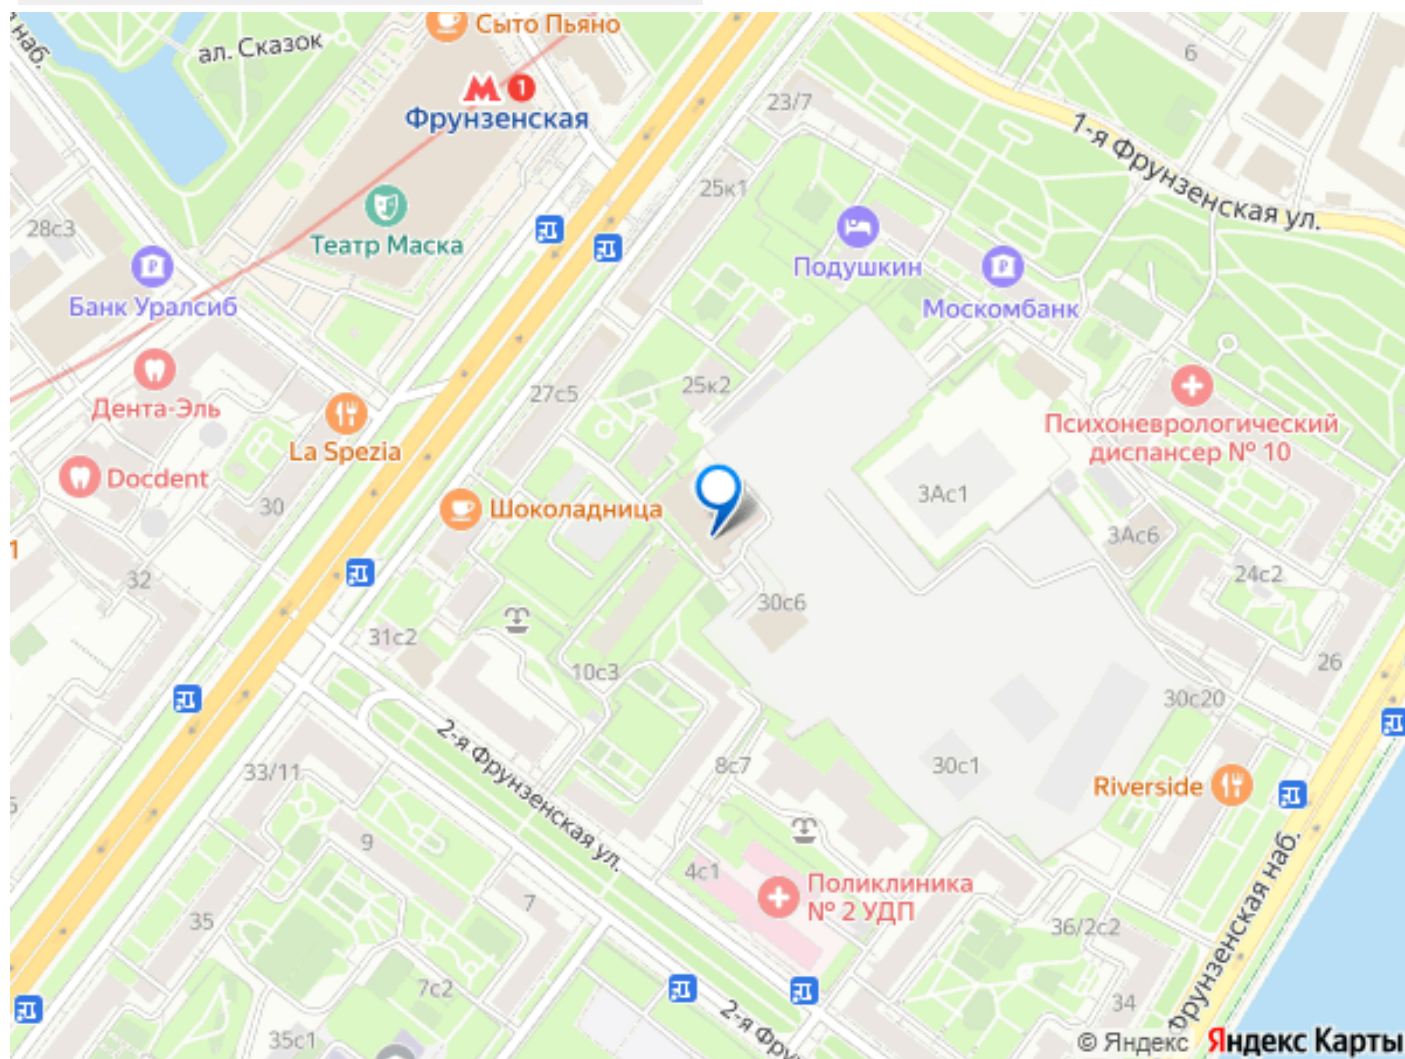 Сыто Пьяно
наб.
ал. Сказок
6
1
Фрунзенская
23/7
1-я Фрунзенская ул.
25к1
28с3
Театр Маска
Подушкин
Банк Уралсиб
Москомбанк
25к2
27с5
Дента-Эль
La Spezia
Психоневрологический
диспансер № 10
Docdent
30
Шоколадница
3Ас1
1
3Ас6
32
24с2
30с6
31с2
10с3
26
30с20
2-я Фрунзенская ул.
33/11
8с7
30с1
Riverside
9
4с1
Поликлиника
№ 2 УДП
7
35
36/2с2
Фрунзенская наб.
7с2
34
2-я Фру
35с1
© Яндекс Яндекс Карты